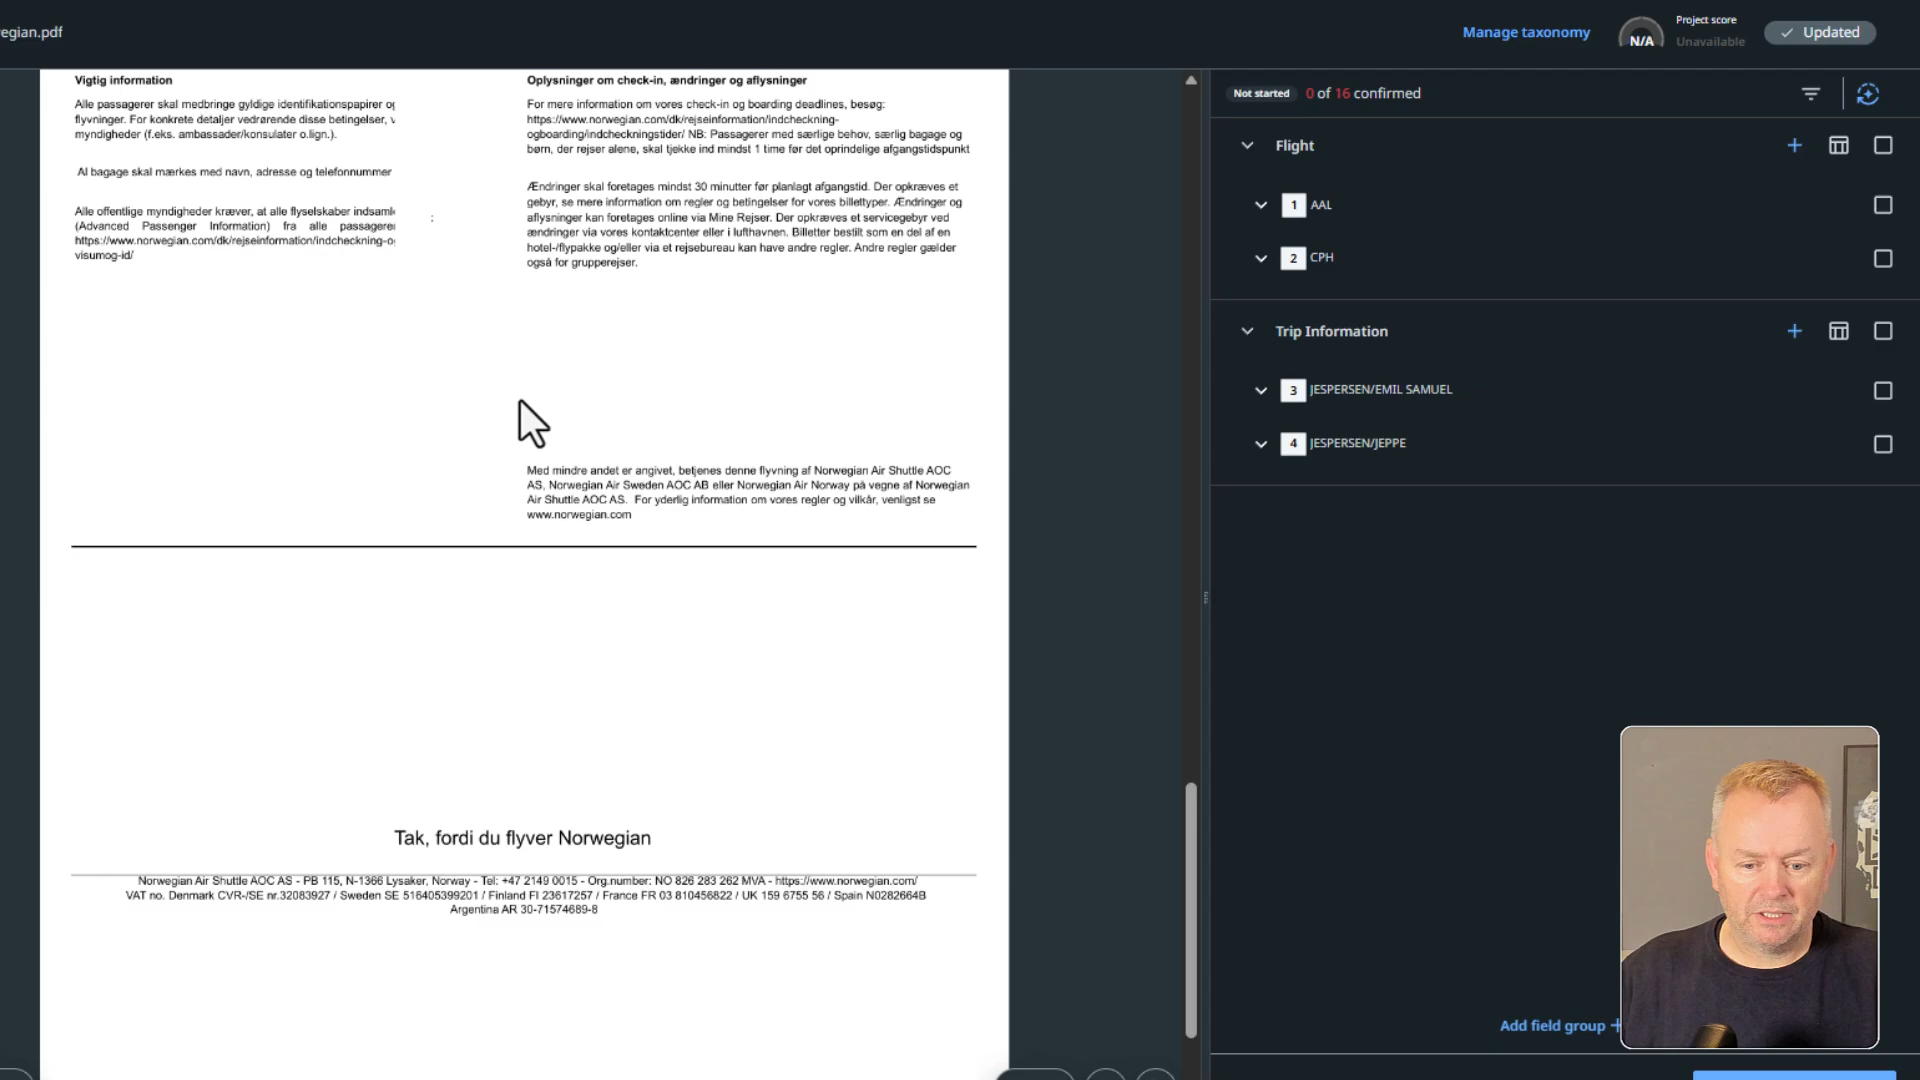 egian.pdf
Manage taxonomy
N/A
Project score
Unavailable
Updated
Vigtig information
Alle passagerer skal medbringe gyldige identifikationspapirer og
flyvninger. For konkrete detaljer vedrørende disse betingelser, v
myndigheder (f.eks. ambassader/konsulater o.lign.).
Al bagage skal mærkes med navn, adresse og telefonnummer
Alle offentlige myndigheder kræver, at alle flyselskaber indsaml
(Advanced Passenger Information) fra alle passagerer
https://www.norwegian.com/dk/rejseinformation/indcheckning-o
visumog-id/
:
Oplysninger om check-in, ændringer og aflysninger
For mere information om vores check-in og boarding deadlines, besøg:
https://www.norwegian.com/dk/rejseinformation/indcheckning-
ogboarding/indcheckningstider/ NB: Passagerer med særlige behov, særlig bagage og
børn, der rejser alene, skal tjekke ind mindst 1 time før det oprindelige afgangstidspunkt
Ændringer skal foretages mindst 30 minutter før planlagt afgangstid. Der opkræves et
gebyr, se mere information om regler og betingelser for vores billettyper. Ændringer og
aflysninger kan foretages online via Mine Rejser. Der opkræves et servicegebyr ved
ændringer via vores kontaktcenter eller i lufthavnen. Billetter bestilt som en del af en
hotel-/flypakke og/eller via et rejsebureau kan have andre regler. Andre regler gælder
også for grupperejser.
Med mindre andet er angivet, betjenes denne flyvning af Norwegian Air Shuttle AOC
AS, Norwegian Air Sweden AOC AB eller Norwegian Air Norway på vegne af Norwegian
Air Shuttle AOC AS. For yderlig information om vores regler og vilkår, venligst se
www.norwegian.com
Tak, fordi du flyver Norwegian
Norwegian Air Shuttle AOC AS - PB 115, N-1366 Lysaker, Norway - Tel: +47 2149 0015 - Org.number: NO 826 283 262 MVA - https://www.norwegian.com/
VAT no. Denmark CVR-/SE nr.32083927 / Sweden SE 516405399201 / Finland FI 23617257 / France FR 03 810456822 / UK 159 6755 56 / Spain N0282664B
Argentina AR 30-71574689-8
Not started 0 of 16 confirmed
Flight
1 AAL
2 CPH
Trip Information
3 JESPERSEN/EMIL SAMUEL
4 JESPERSEN/JEPPE
Add field group +